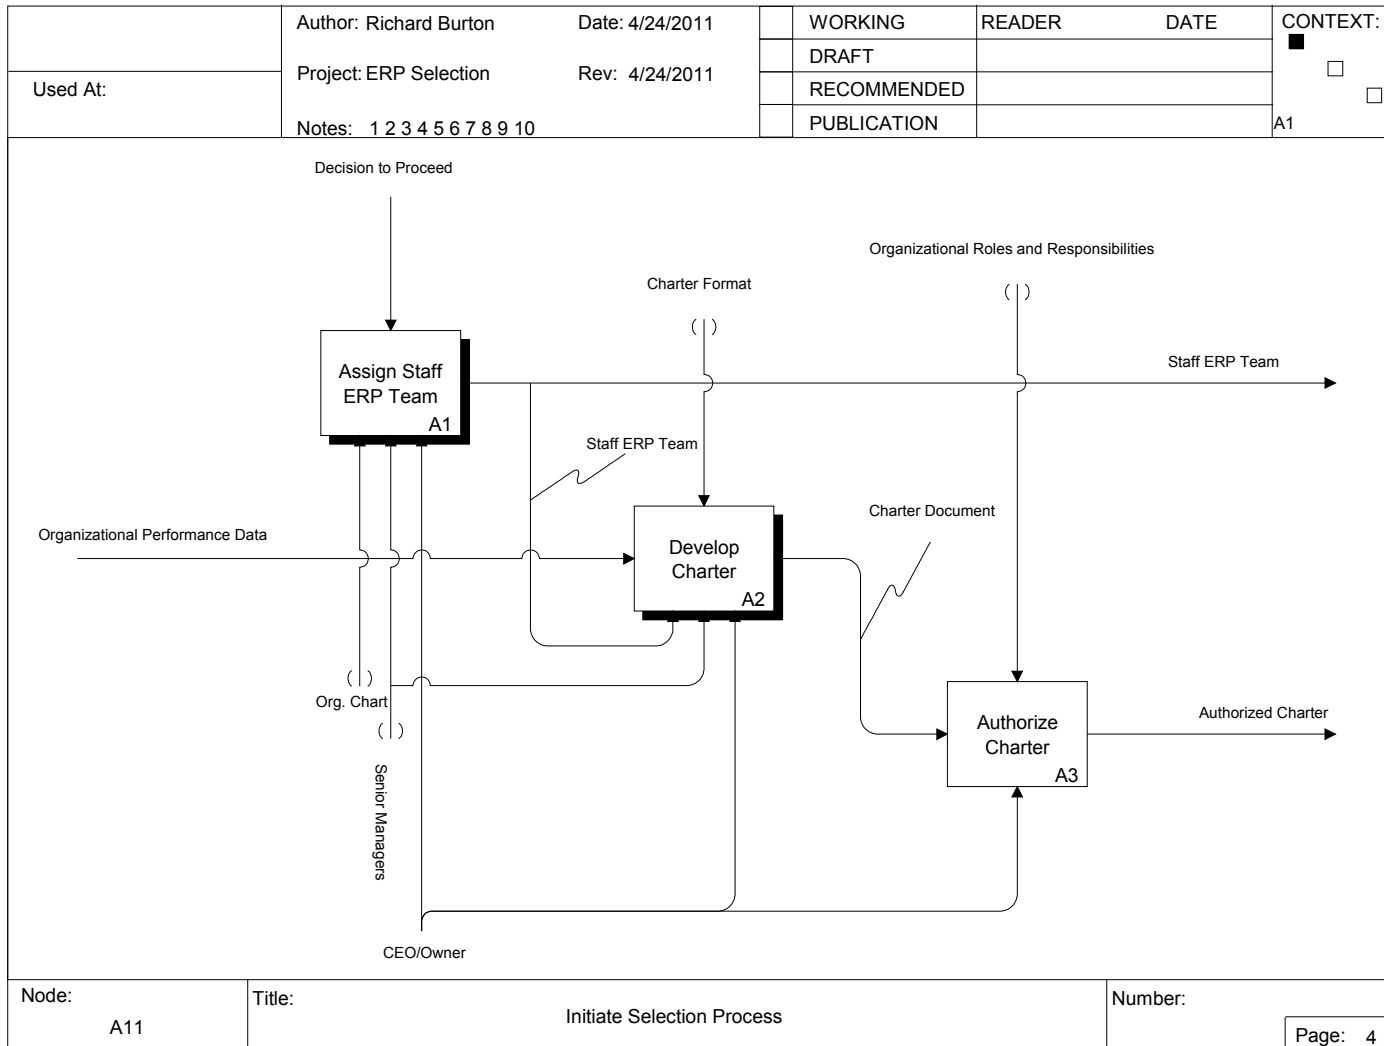 Used At:
Author: Richard Burton
Date: 4/24/2011
Project: ERP Selection
Rev: 4/24/2011
Notes: 1 2 3 4 5 6 7 8 9 10
WORKING
DRAFT
RECOMMENDED
PUBLICATION
READER DATE
CONTEXT:
A1
Decision to Proceed
Organizational Roles and Responsibilities
Charter Format
Staff ERP Team
Assign Staff
ERP Team
A1
Staff ERP Team
Charter Document
Organizational Performance Data
Develop
Charter
A2
( )
( )
( )
Org. Chart
( )
Senior Managers
Authorize
Charter
A3
Authorized Charter
CEO/Owner
Node:
A11
Title:
Initiate Selection Process
Number:
Page: 4